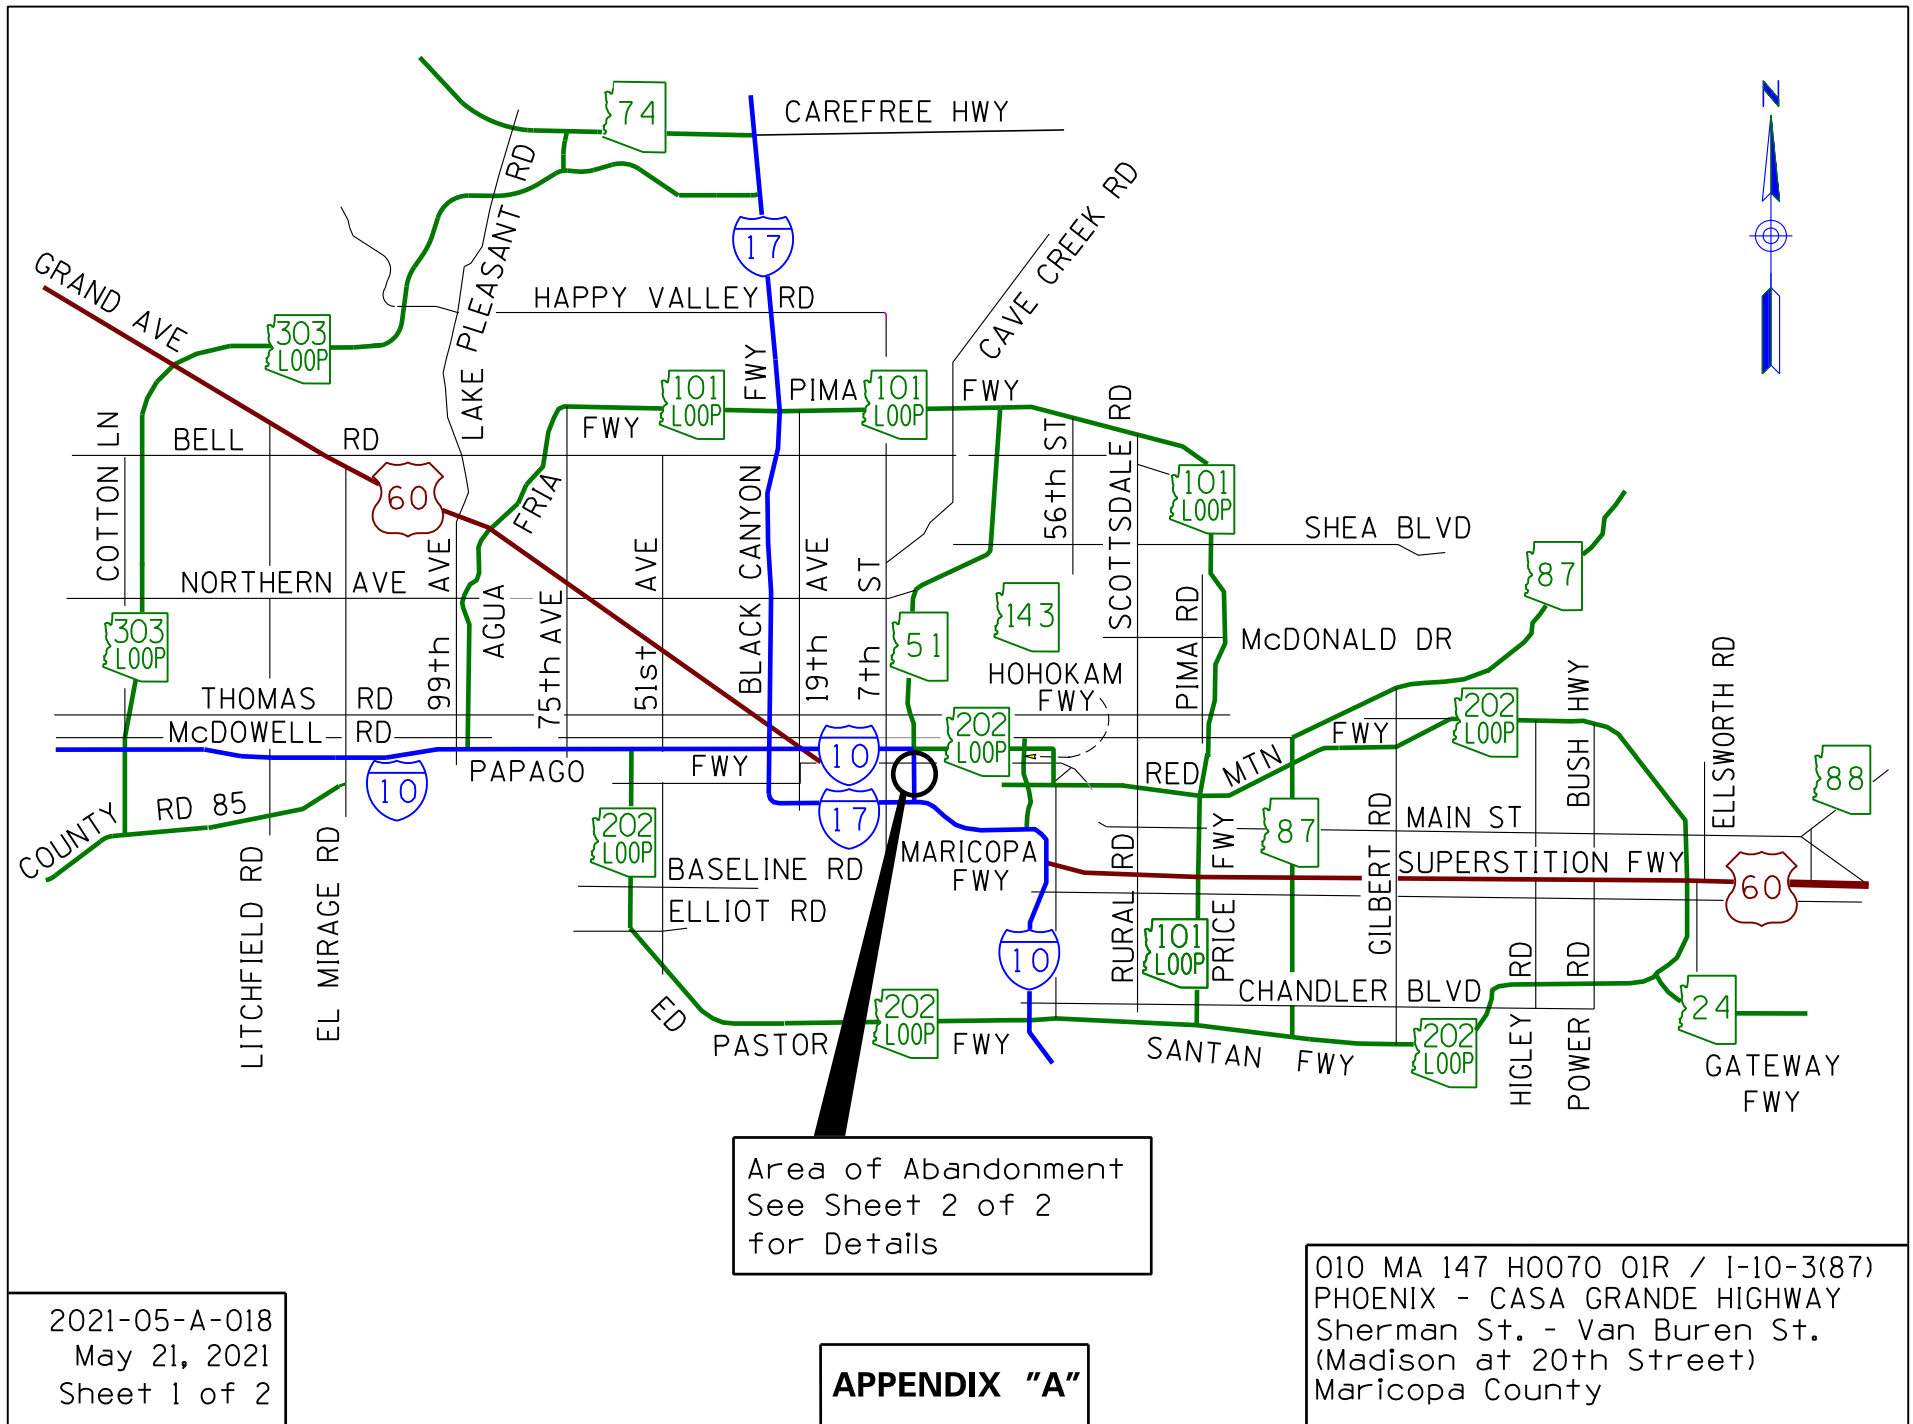 N
74
CAREFREE HWY
LAKE PLEASANT RD
17
CAVE CREEK RD
GRAND AVE
HAPPY VALLEY RD
303
LOOP
101
LOOP
FWY
PIMA
101
LOOP
FWY
FWY
COTTON LN
BELL RD
60
AGUA FRIA
BLACK CANYON
56th ST
SCOTTSDALE RD
101
LOOP
SHEA BLVD
NORTHERN AVE
99th AVE
75th AVE
51st AVE
19th AVE
7th ST
87
143
303
LOOP
51
McDONALD DR
HOHOKAM
FWY
PIMA RD
THOMAS RD
McDOWELL RD
202
LOOP
202
LOOP
BUSH HWY
ELLSWORTH RD
10
PAPAGO FWY
10
RED MTN FWY
88
COUNTY RD 85
17
202
LOOP
87
MAIN ST
BASELINE RD
MARICOPA
FWY
SUPERSTITION FWY
60
ELLIOT RD
LITCHFIELD RD
EL MIRAGE RD
10
RURAL RD
101
LOOP
PRICE FWY
GILBERT RD
CHANDLER BLVD
HIGLEY RD
POWER RD
24
ED PASTOR FWY
202
LOOP
SANTAN FWY
202
LOOP
GATEWAY
FWY
Area of Abandonment
See Sheet 2 of 2
for Details
2021-05-A-018
May 21, 2021
Sheet 1 of 2
APPENDIX "A"
010 MA 147 H0070 01R / I-10-3(87)
PHOENIX - CASA GRANDE HIGHWAY
Sherman St. - Van Buren St.
(Madison at 20th Street)
Maricopa County